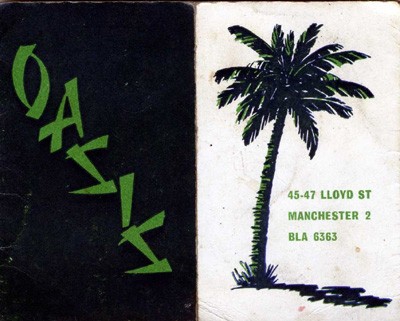 OASIS
45-47 LLOYD ST
MANCHESTER 2
BLA 6363